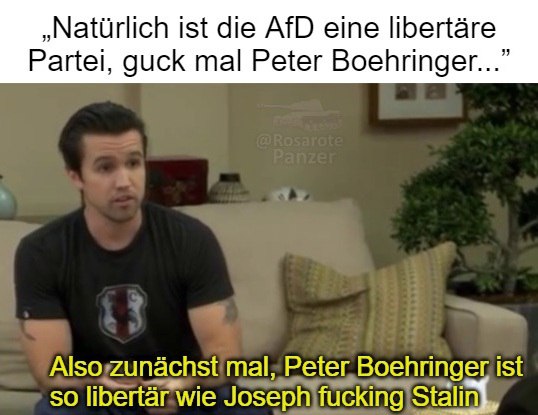 „Natürlich ist die AfD eine libertäre
Partei, guck mal Peter Boehringer...”
@Rosarote
Panzer
Also zunächst mal, Peter Boehringer ist
so libertär wie Joseph fucking Stalin